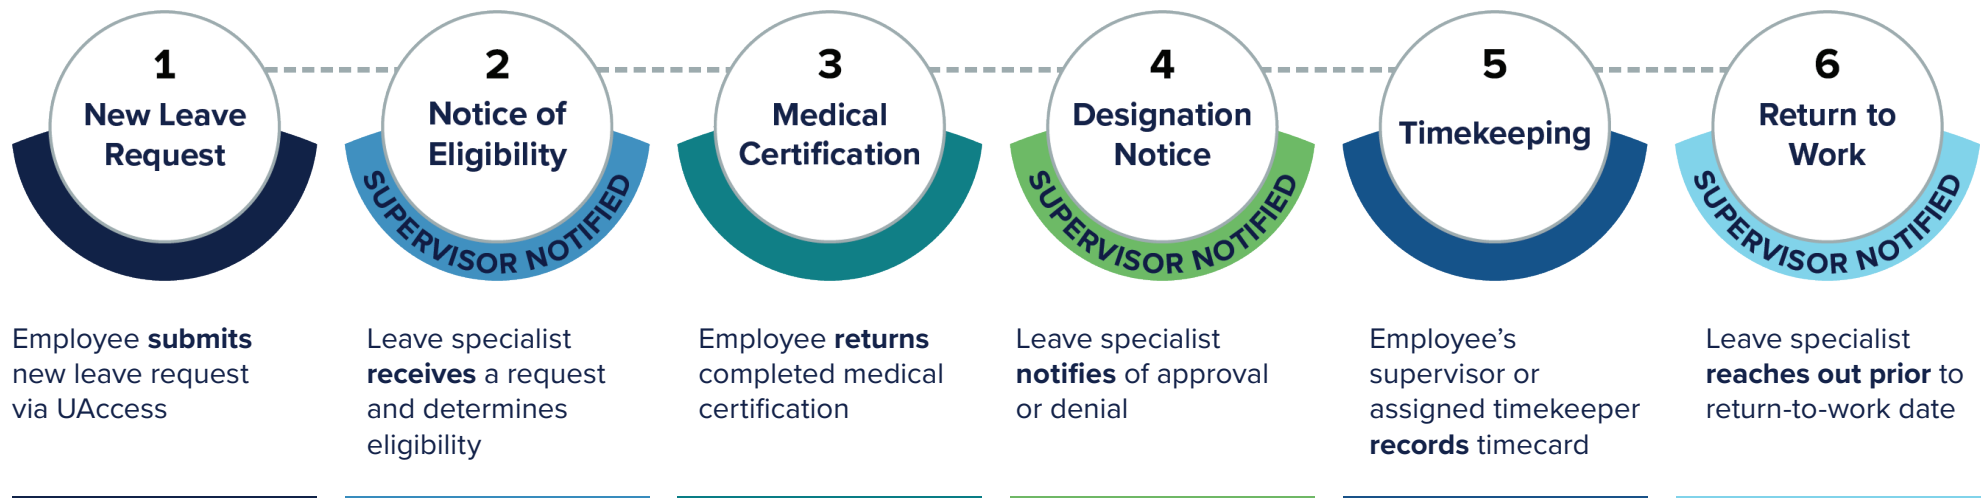 1
New Leave
Request
Employee submits
new leave request
via UAccess
2
Notice of
Eligibility
SUPERVISOR NOTIFIED
Leave specialist
receives a request
and determines
eligibility
3
Medical
Certification
Employee returns
completed medical
certification
4
Designation
Notice
SUPERVISOR NOTIFIED
Leave specialist
notifies of approval
or denial
5
Timekeeping
Employee’s
supervisor or
assigned timekeeper
records timecard
6
Return to
Work
SUPERVISOR NOTIFIED
Leave specialist
reaches out prior to
return-to-work date